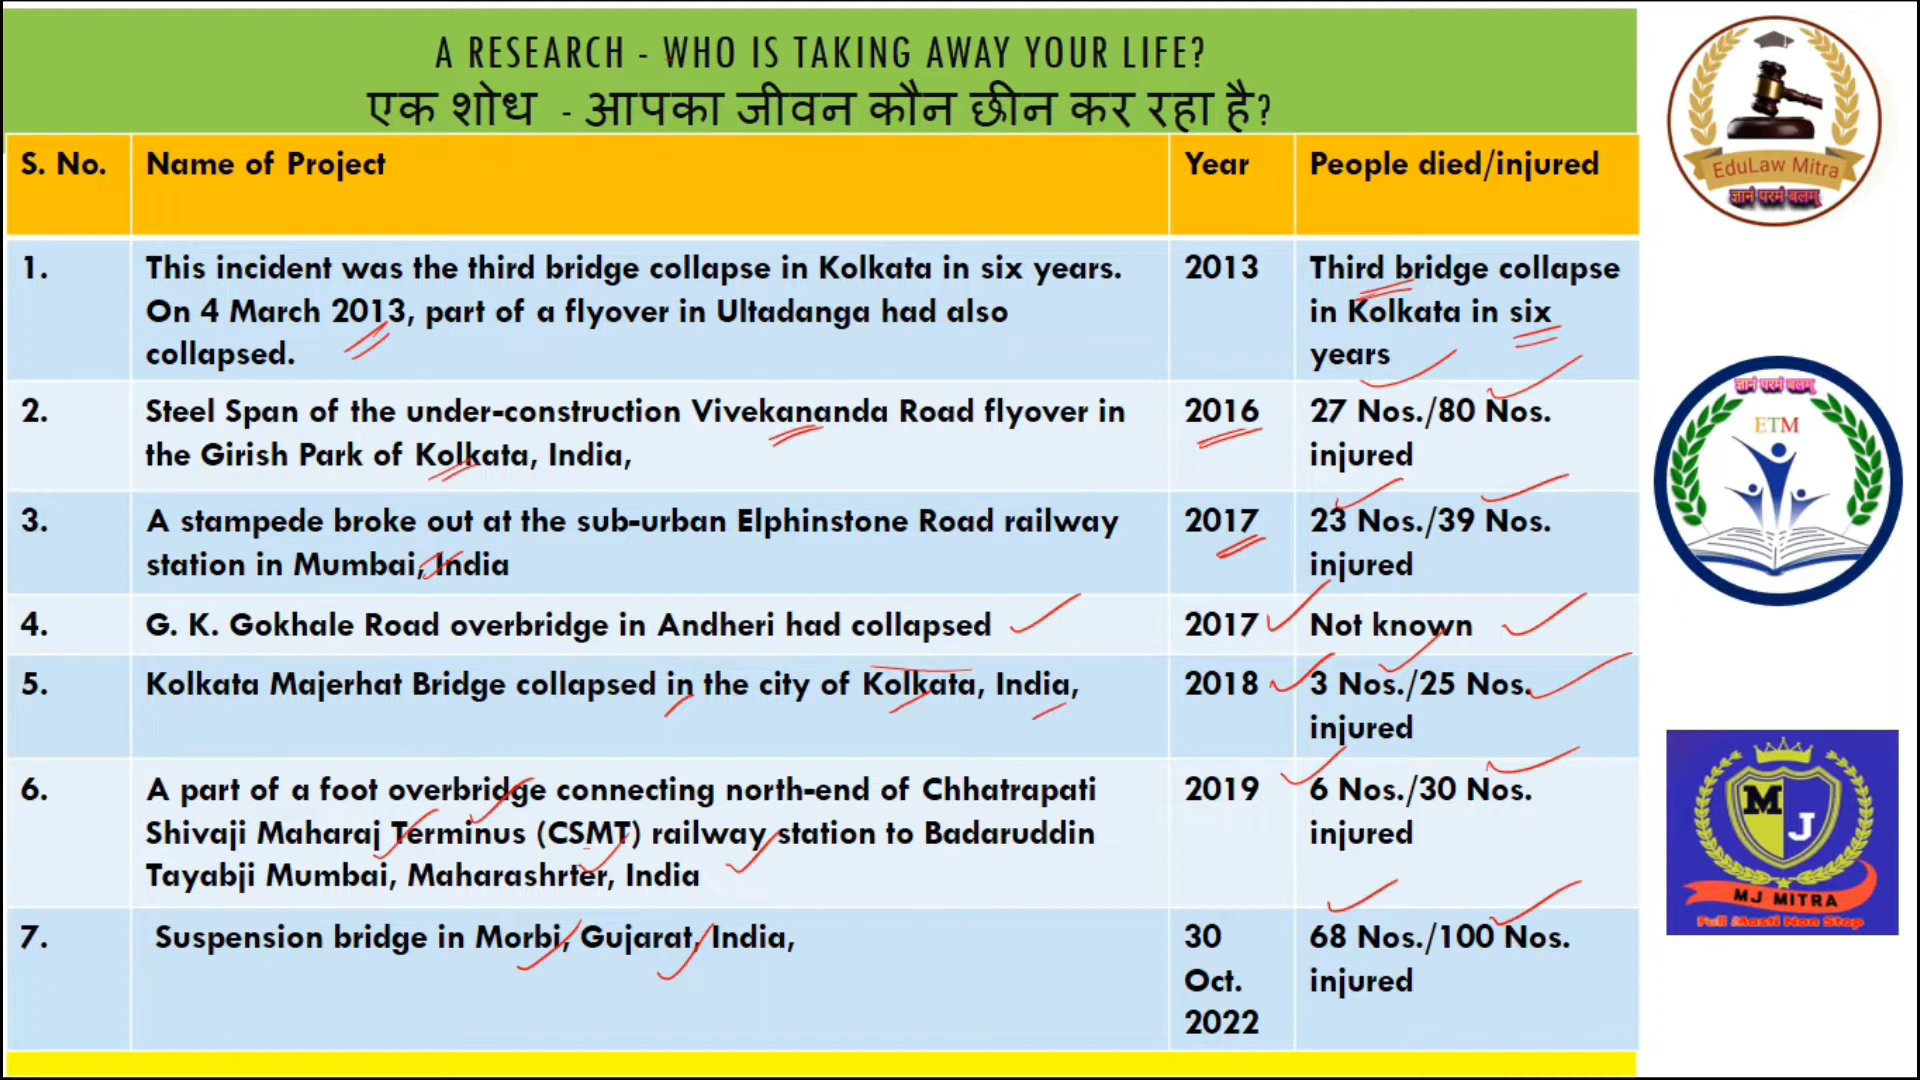 A RESEARCH - WHO IS TAKING AWAY YOUR LIFE?
एक शोध - आपका जीवन कौन छीन कर रहा है?
S. No. Name of Project Year People died/injured
1. This incident was the third bridge collapse in Kolkata in six years. 2013 Third bridge collapse
On 4 March 2013, part of a flyover in Ultadanga had also in Kolkata in six
collapsed. years
2. Steel Span of the under-construction Vivekananda Road flyover in 2016 27 Nos./80 Nos.
the Girish Park of Kolkata, India, injured
3. A stampede broke out at the sub-urban Elphinstone Road railway 2017 23 Nos./39 Nos.
station in Mumbai, India injured
4. G. K. Gokhale Road overbridge in Andheri had collapsed 2017 Not known
5. Kolkata Majerhat Bridge collapsed in the city of Kolkata, India, 2018 3 Nos./25 Nos.
injured
6. A part of a foot overbridge connecting north-end of Chhatrapati 2019 6 Nos./30 Nos.
Shivaji Maharaj Terminus (CSMT) railway station to Badaruddin injured
Tayabji Mumbai, Maharashrter, India
7. Suspension bridge in Morbi, Gujarat, India, 30 68 Nos./100 Nos.
Oct. injured
2022
EduLaw Mitra
ज्ञानं परमं बलम्
ज्ञानं परमं बलम्
ETM
M J
MJ MITRA
Full Masti Non Stop